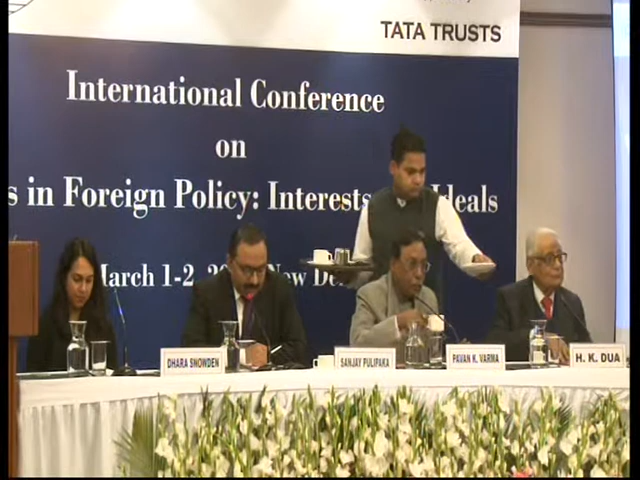 TATA TRUSTS
International Conference
on
s in Foreign Policy: Interests Ideals
March 1-2, New
DHARA SNOWDEN
SANJAY PULIPAKA
PAVAN K. VARMA
H. K. DUA